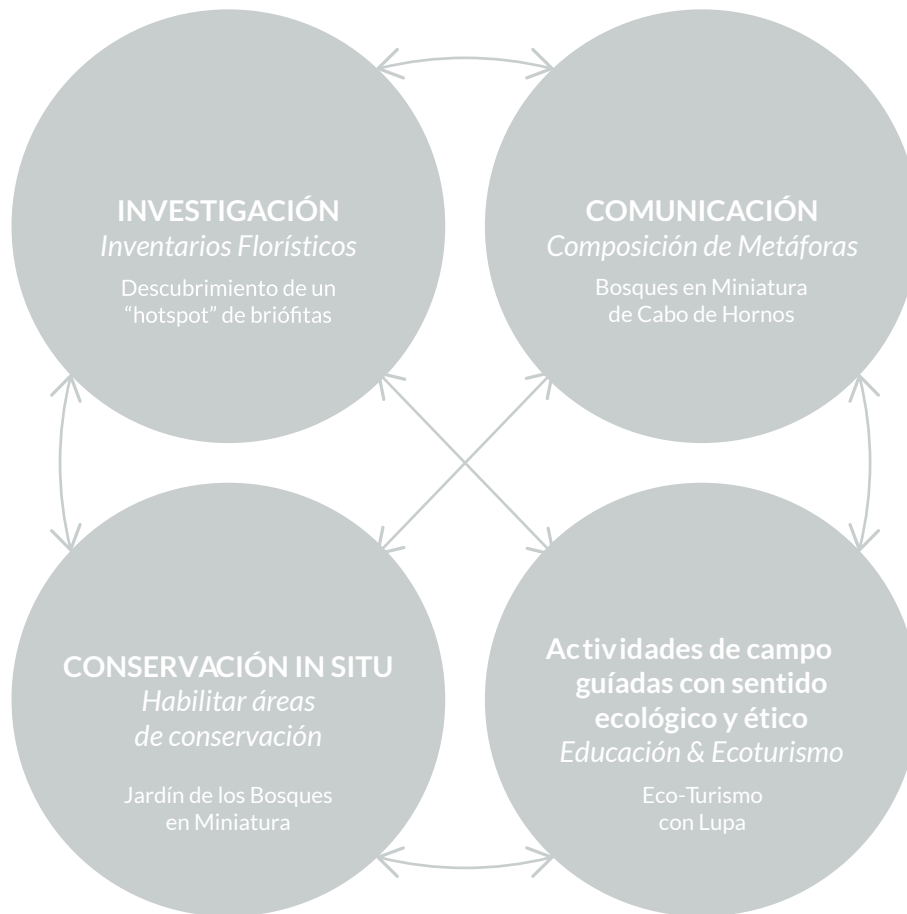 INVESTIGACIÓN
Inventarios Florísticos
Descubrimiento de un
“hotspot” de briófitas
COMUNICACIÓN
Composición de Metáforas
Bosques en Miniatura
de Cabo de Hornos
CONSERVACIÓN IN SITU
Habilitar áreas
de conservación
Jardín de los Bosques
en Miniatura
Actividades de campo
guíadas con sentido
ecológico y ético
Educación & Ecoturismo
Eco-Turismo
con Lupa